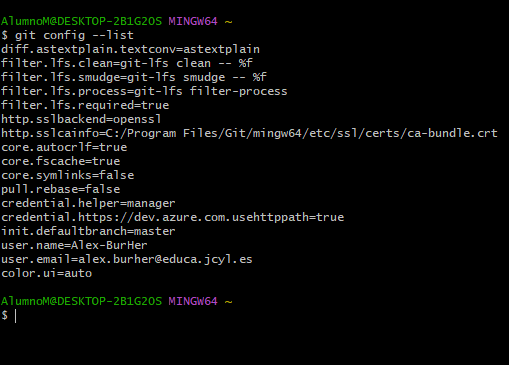 AlumnoM@DESKTOP-2B1G2OS MINGW64 ~
$ git config --list
diff.astextplain.textconv=astextplain
filter.lfs.clean=git-lfs clean -- %f
filter.lfs.smudge=git-lfs smudge -- %f
filter.lfs.process=git-lfs filter-process
filter.lfs.required=true
http.sslbackend=openssl
http.sslcainfo=C:/Program Files/Git/mingw64/etc/ssl/certs/ca-bundle.crt
core.autocrlf=true
core.fscache=true
core.symlinks=false
pull.rebase=false
credential.helper=manager
credential.https://dev.azure.com.usehttppath=true
init.defaultbranch=master
user.name=Alex-BurHer
user.email=alex.burher@educa.jcyl.es
color.ui=auto
AlumnoM@DESKTOP-2B1G2OS MINGW64 ~
$